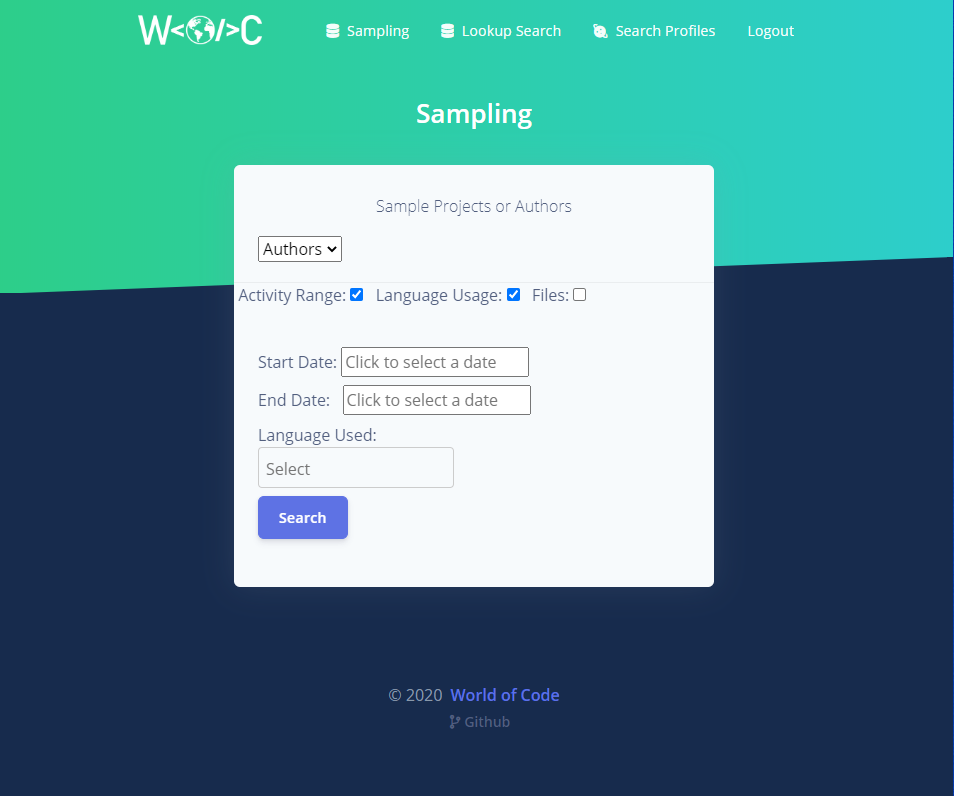 W</>C
Sampling
Lookup Search
Search Profiles
Logout
Sampling
Sample Projects or Authors
Authors
Activity Range: Language Usage: Files:
Start Date: Click to select a date
End Date: Click to select a date
Language Used:
Select
Search
© 2020 World of Code
Github